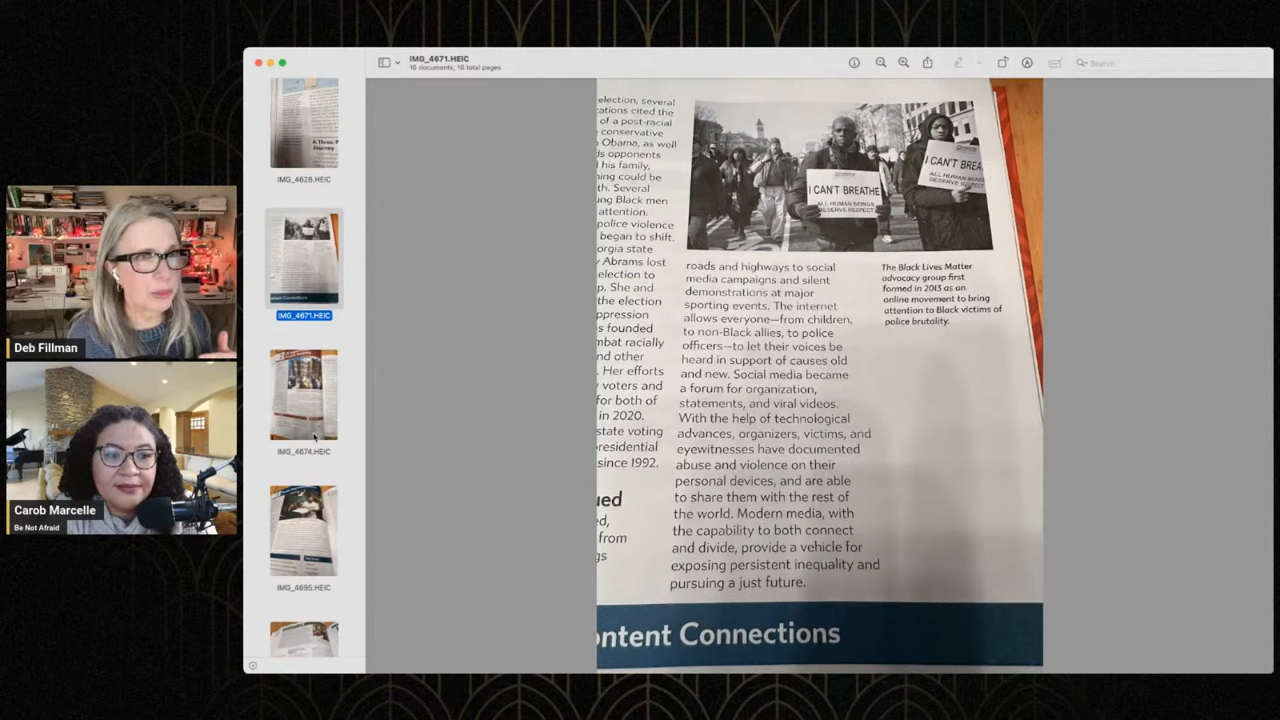 IMG_4671.HEIC
16 documents, 16 total pages
Search
IMG_4628.HEIC
IMG_4671.HEIC
IMG_4674.HEIC
IMG_4695.HEIC
Deb Fillman
Carob Marcelle
Be Not Afraid
election, several
ations cited the
of a post-racial
conservative
Obama, as well
ds opponents
his family,
ning could be
th. Several
ung Black men
attention.
police violence
began to shift.
orgia state
y Abrams lost
election to
p. She and
the election
ppression
s founded
mbat racially
nd other
. Her efforts
y voters and
for both of
in 2020.
state voting
residential
since 1992.
ued
ed,
from
gs
I CAN'T BREATHE
ALL HUMAN BEINGS
DESERVE RESPECT
I CAN'T BREA
ALL HUMAN BEING
DESERVE RESPECT
roads and highways to social
media campaigns and silent
demonstrations at major
sporting events. The internet
allows everyone—from children,
to non-Black allies, to police
officers—to let their voices be
heard in support of causes old
and new. Social media became
a forum for organization,
statements, and viral videos.
With the help of technological
advances, organizers, victims, and
eyewitnesses have documented
abuse and violence on their
personal devices, and are able
to share them with the rest of
the world. Modern media, with
the capability to both connect
and divide, provide a vehicle for
exposing persistent inequality and
pursuing a just future.
The Black Lives Matter
advocacy group first
formed in 2013 as an
online movement to bring
attention to Black victims of
police brutality.
ontent Connections